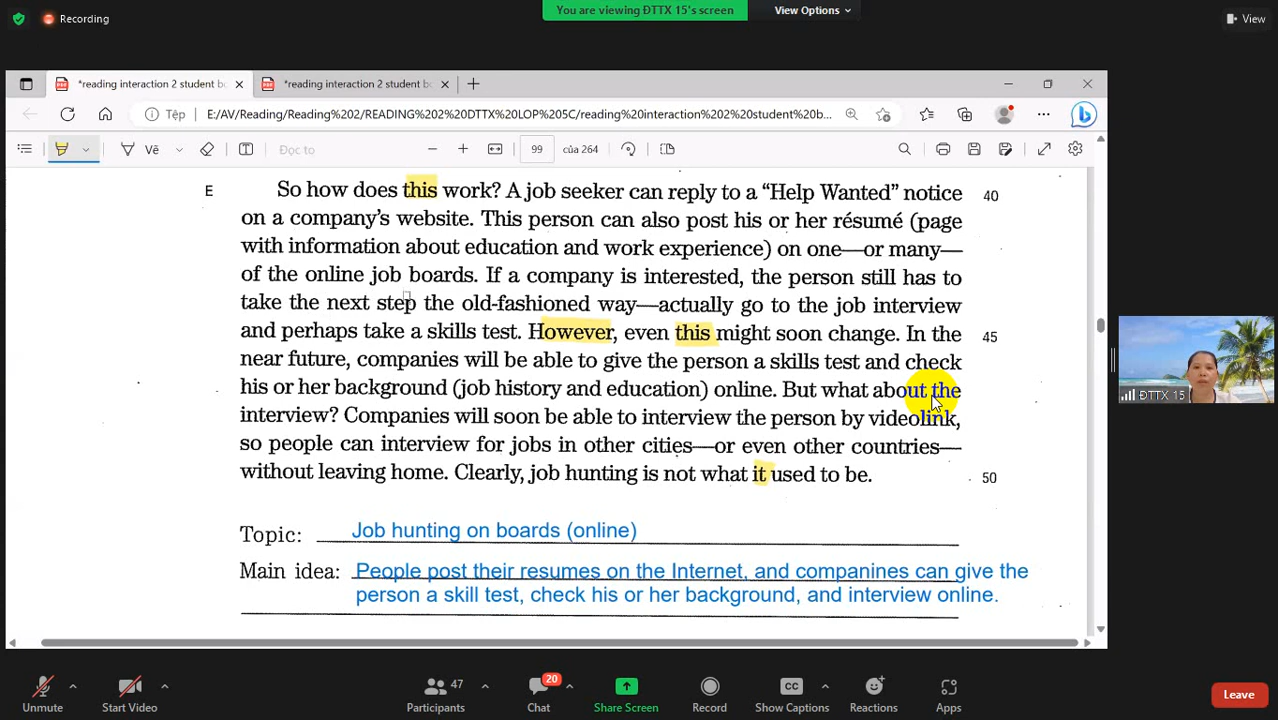 Recording
You are viewing ĐTTX 15's screen
View Options
View
*reading interaction 2 student bo
*reading interaction 2 student bo
Tệp
E:/AV/Reading/Reading%202/READING%202%20DTTX%20LOP%205C/reading%20interaction%202%20student%20b...
Vẽ
Đọc to
99
của 264
E
So how does this work? A job seeker can reply to a “Help Wanted” notice 40
on a company’s website. This person can also post his or her résumé (page
with information about education and work experience) on one—or many—
of the online job boards. If a company is interested, the person still has to
take the next step the old-fashioned way—actually go to the job interview
and perhaps take a skills test. However, even this might soon change. In the 45
near future, companies will be able to give the person a skills test and check
his or her background (job history and education) online. But what about the
interview? Companies will soon be able to interview the person by videolink,
so people can interview for jobs in other cities—or even other countries—
without leaving home. Clearly, job hunting is not what it used to be. 50
Topic: Job hunting on boards (online)
Main idea: People post their resumes on the Internet, and companines can give the
person a skill test, check his or her background, and interview online.
ĐTTX 15
Unmute
Start Video
47
Participants
20
Chat
Share Screen
Record
CC
Show Captions
Reactions
Apps
Leave